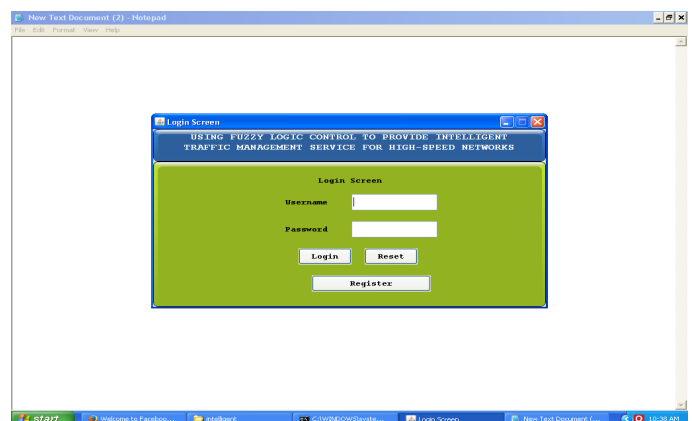 New Text Document (2) - Notepad
File Edit Format View Help
Login Screen
USING FUZZY LOGIC CONTROL TO PROVIDE INTELLIGENT
TRAFFIC MANAGEMENT SERVICE FOR HIGH-SPEED NETWORKS
Login Screen
Username
Password
Login Reset
Register
start Welcome to Faceboo... intelligent C:\WINDOWS\syste... Login Screen New Text Document (... 10:38 AM